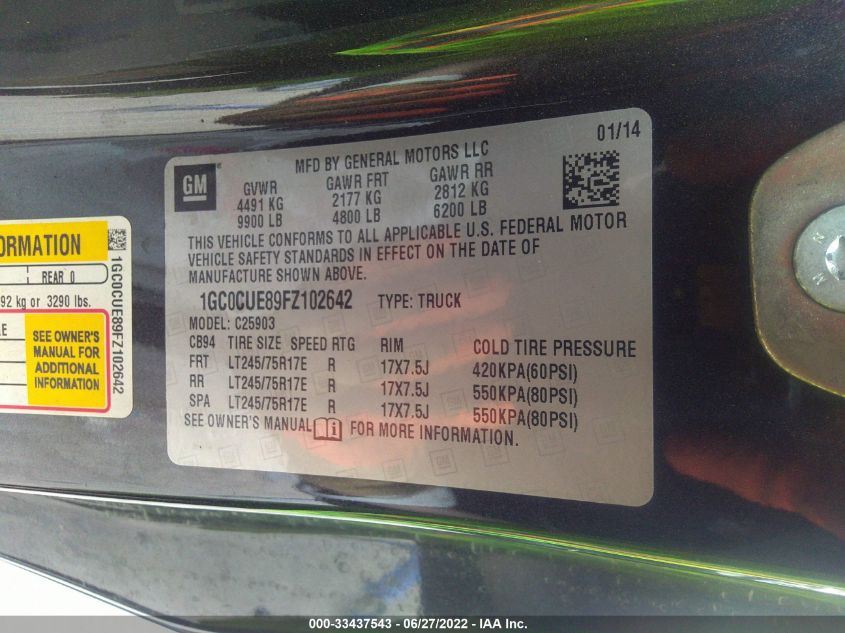 01/14
MFD BY GENERAL MOTORS LLC
GM
GVWR GAWR FRT GAWR RR
4491 KG 2177 KG 2812 KG
9900 LB 4800 LB 6200 LB
THIS VEHICLE CONFORMS TO ALL APPLICABLE U.S. FEDERAL MOTOR
VEHICLE SAFETY STANDARDS IN EFFECT ON THE DATE OF
MANUFACTURE SHOWN ABOVE.
1GC0CUE89FZ102642 TYPE: TRUCK
MODEL: C25903
CB94 TIRE SIZE SPEED RTG RIM COLD TIRE PRESSURE
FRT LT245/75R17E R 17X7.5J 420KPA(60PSI)
RR LT245/75R17E R 17X7.5J 550KPA(80PSI)
SPA LT245/75R17E R 17X7.5J 550KPA(80PSI)
SEE OWNER'S MANUAL FOR MORE INFORMATION.
REAR 0
92 kg or 3290 lbs.
SEE OWNER'S
MANUAL FOR
ADDITIONAL
INFORMATION
1GC0CUE89FZ102642
000-33437543 - 06/27/2022 - IAA Inc.